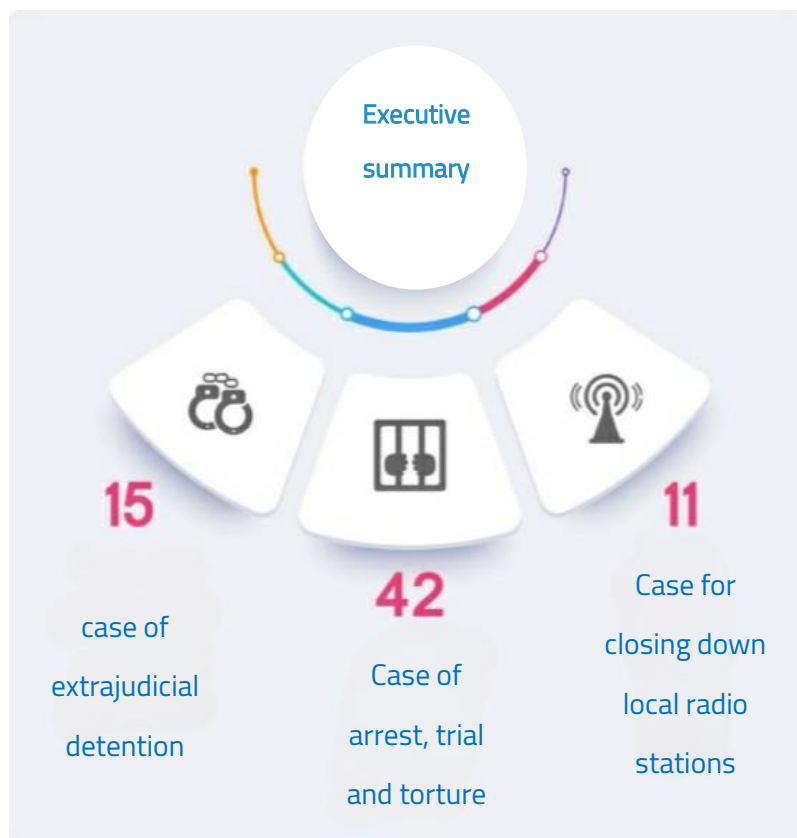 Executive
summary
15
case of
extrajudicial
detention
42
Case of
arrest, trial
and torture
11
Case for
closing down
local radio
stations